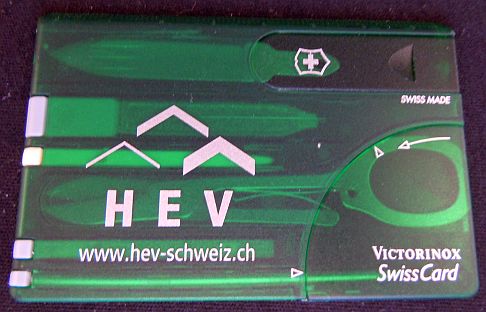 SWISS MADE
HEV
www.hev-schweiz.ch
VICTORINOX
SwissCard